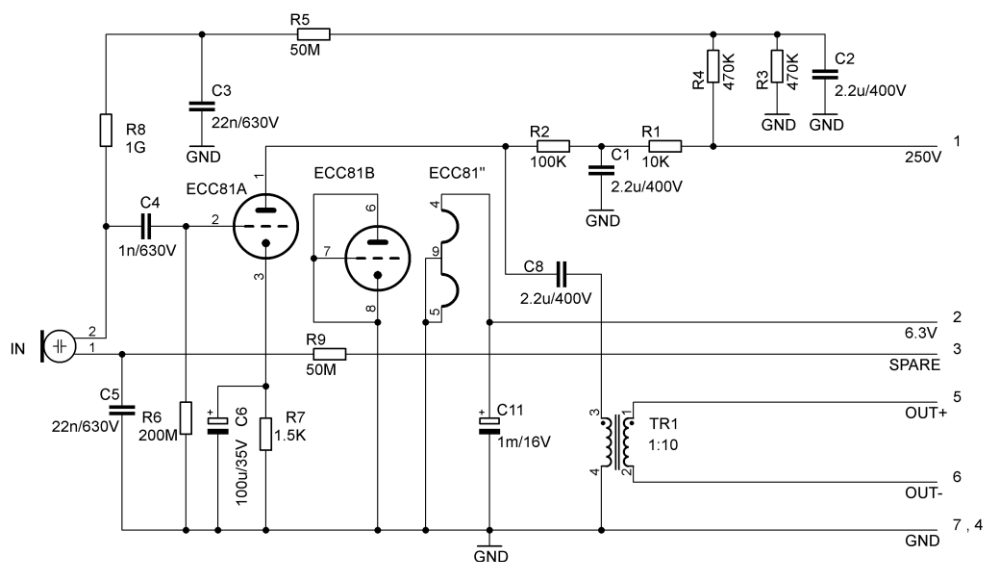 R5
50M
C3
22n/630V
GND
R8
1G
R4
470K
R3
470K
C2
2.2u/400V
GND
GND
R2
100K
C1
2.2u/400V
GND
R1
10K
1
250V
ECC81A
1
2
3
ECC81B
6
7
8
ECC81"
4
9
5
C4
1n/630V
C8
2.2u/400V
2
6.3V
IN
2
1
R9
50M
3
SPARE
C5
22n/630V
R6
200M
+
C6
100u/35V
R7
1.5K
+
C11
1m/16V
3
4
1
2
TR1
1:10
5
OUT+
6
OUT-
7 , 4
GND
GND